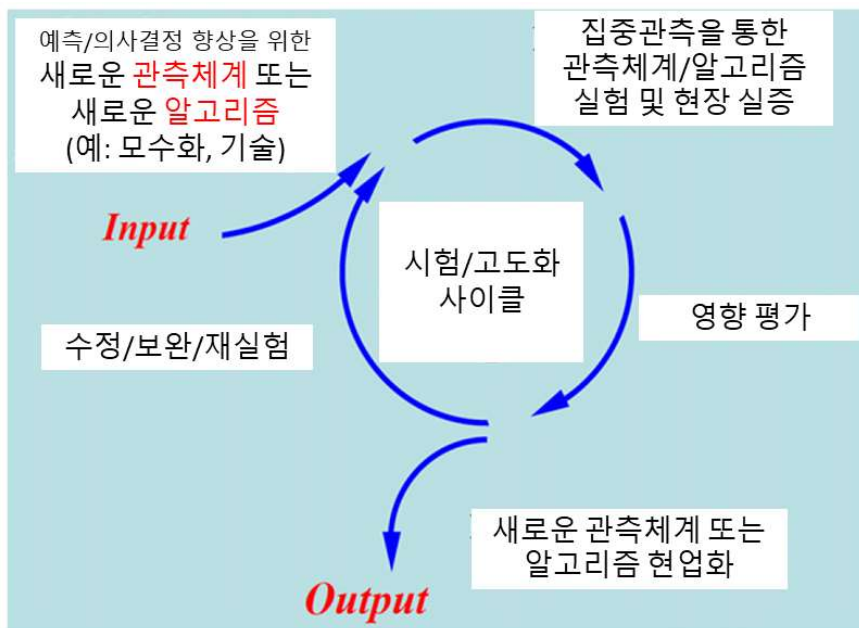 예측/의사결정 향상을 위한
새로운 관측체계 또는
새로운 알고리즘
(예: 모수화, 기술)
Input
집중관측을 통한
관측체계/알고리즘
실험 및 현장 실증
시험/고도화
사이클
영향 평가
수정/보완/재실험
새로운 관측체계 또는
알고리즘 현업화
Output